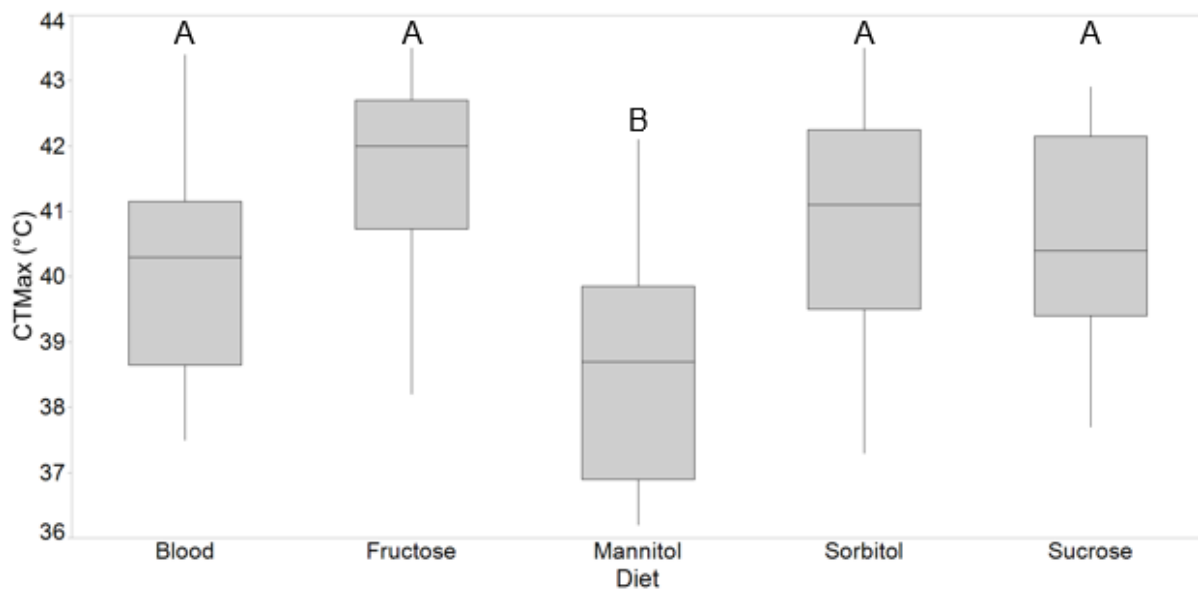 44
43
42
41
40
39
38
37
36
CTMax (°C)
A A B A A
Blood Fructose Mannitol Sorbitol Sucrose
Diet